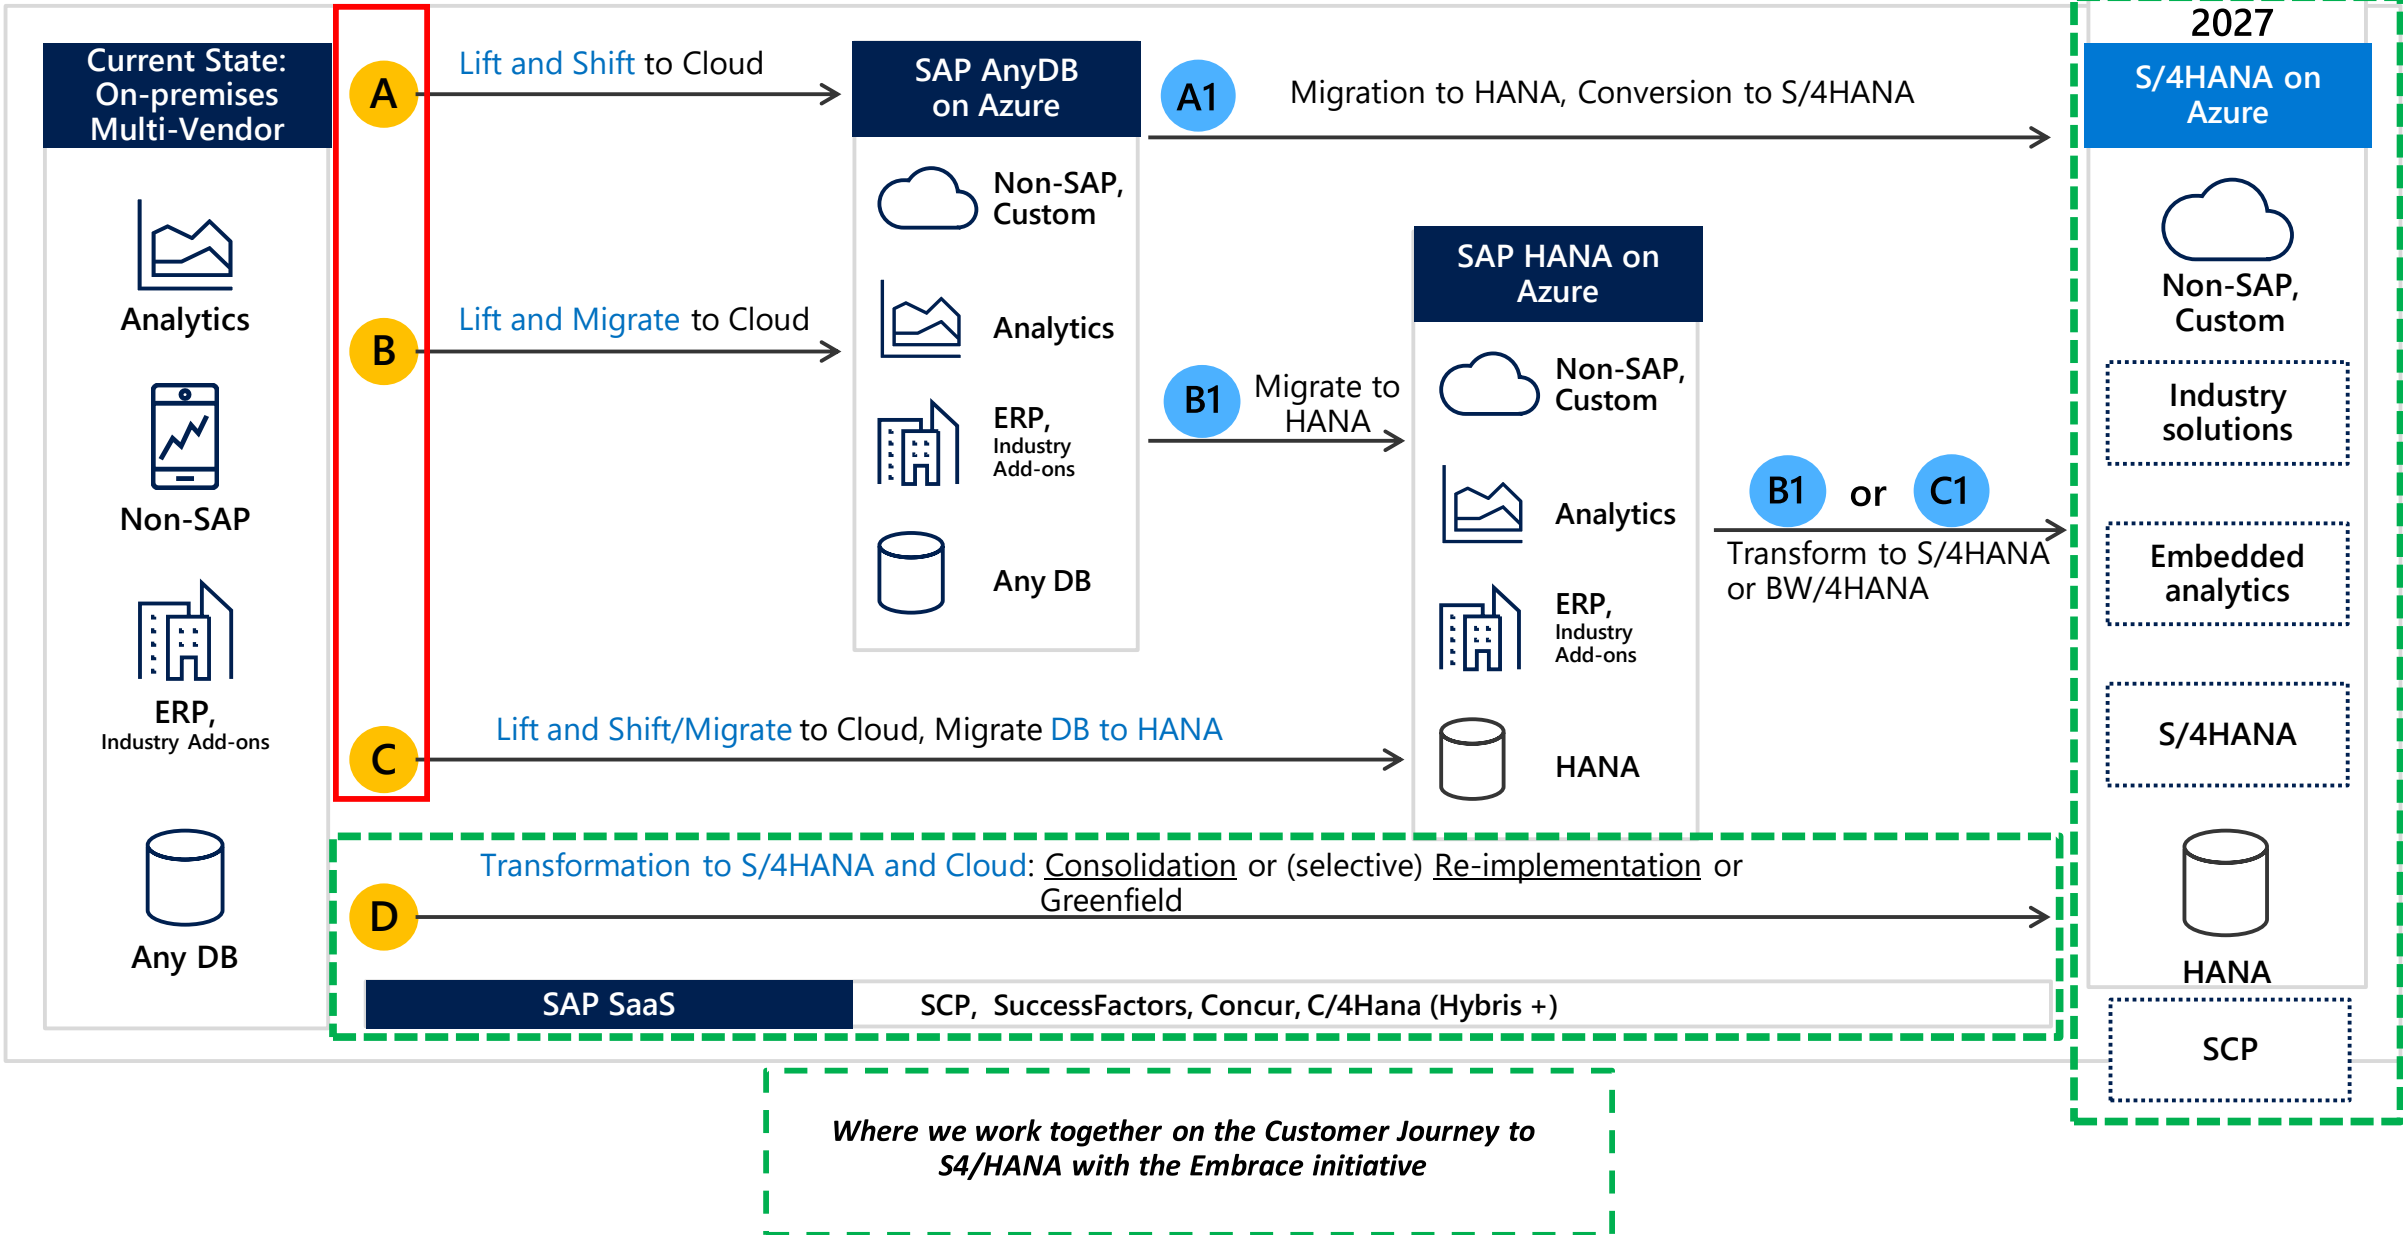 Current State:
On-premises
Multi-Vendor
Analytics
Non-SAP
ERP,
Industry Add-ons
Any DB
A
Lift and Shift to Cloud
B
Lift and Migrate to Cloud
C
Lift and Shift/Migrate to Cloud, Migrate DB to HANA
D
Transformation to S/4HANA and Cloud: Consolidation or (selective) Re-implementation or
Greenfield
SAP SaaS
SCP, SuccessFactors, Concur, C/4Hana (Hybris +)
SAP AnyDB
on Azure
Non-SAP,
Custom
Analytics
ERP,
Industry
Add-ons
Any DB
A1
Migration to HANA, Conversion to S/4HANA
B1
Migrate to
HANA
SAP HANA on
Azure
Non-SAP,
Custom
Analytics
ERP,
Industry
Add-ons
HANA
B1 or C1
Transform to S/4HANA
or BW/4HANA
2027
S/4HANA on
Azure
Non-SAP,
Custom
Industry
solutions
Embedded
analytics
S/4HANA
HANA
SCP
Where we work together on the Customer Journey to
S4/HANA with the Embrace initiative